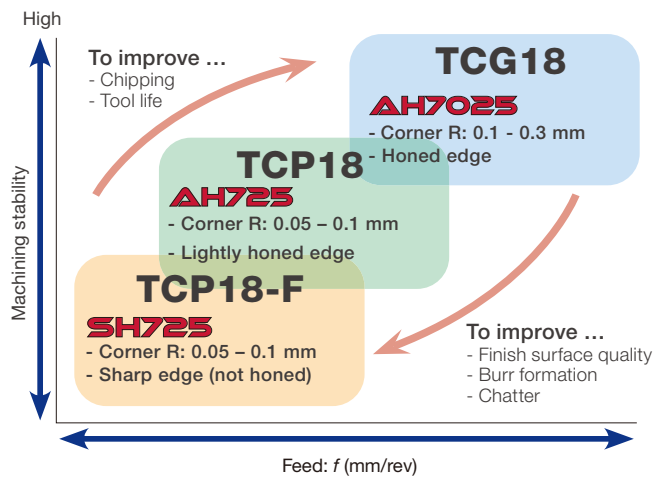 High
To improve ...
- Chipping
- Tool life
TCG18
AH7025
- Corner R: 0.1 - 0.3 mm
- Honed edge
TCP18
AH725
- Corner R: 0.05 – 0.1 mm
- Lightly honed edge
TCP18-F
SH725
- Corner R: 0.05 – 0.1 mm
- Sharp edge (not honed)
To improve ...
- Finish surface quality
- Burr formation
- Chatter
Machining stability
Feed: f (mm/rev)